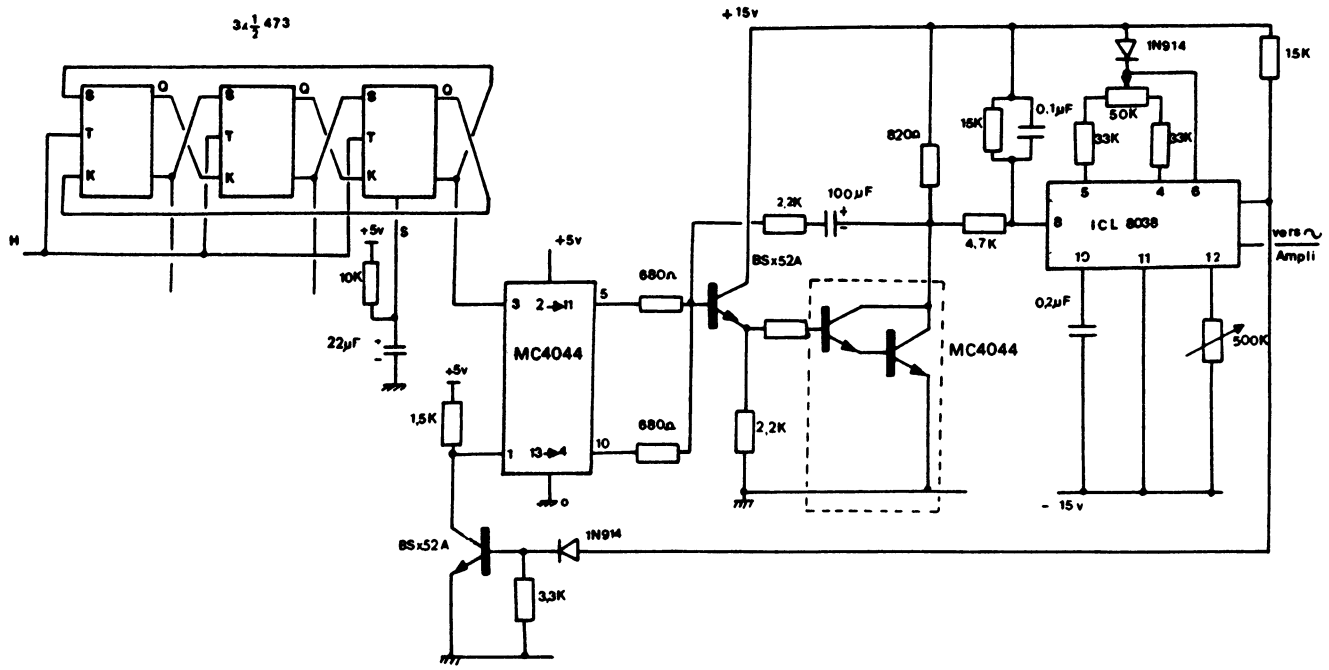 3x 1/2 473
+15v
1N914
15K
S
Q
S
Q
S
Q
T
T
T
K
K
K
H
+5v
S
10K
22µF
+
-
+5v
1,5K
+5v
3
2→11
5
MC4044
1
13→4
10
0
680Ω
680Ω
2,2K
100µF
+
-
BSx52A
2,2K
MC4044
820Ω
15K
0.1µF
4.7K
50K
33K
33K
5
4
6
8
ICL 8038
10
11
12
vers ~
Ampli
0,2µF
500K
- 15v
BSx52A
1N914
3,3K